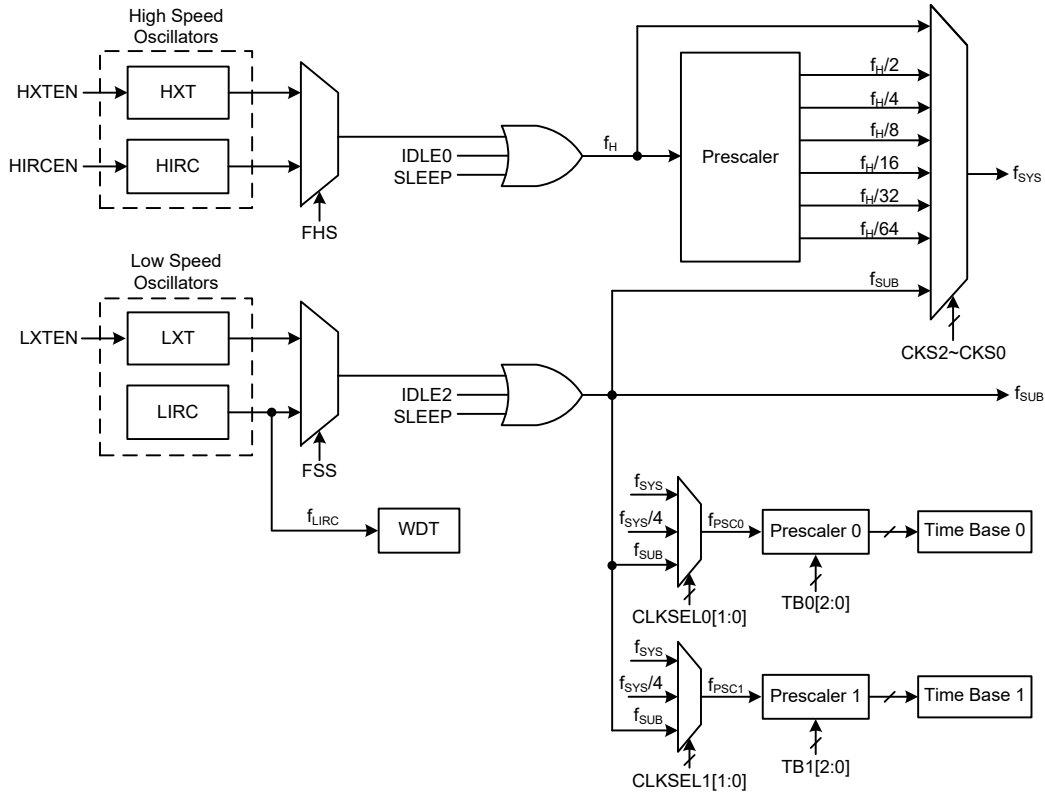 High Speed
Oscillators
HXTEN
HXT
HIRCEN
HIRC
FHS
IDLE0
SLEEP
fH
Prescaler
fH/2
fH/4
fH/8
fH/16
fH/32
fH/64
fSUB
fSYS
CKS2~CKS0
Low Speed
Oscillators
LXTEN
LXT
LIRC
FSS
IDLE2
SLEEP
fSUB
fLIRC
WDT
fSYS
fSYS/4
fSUB
fPSC0
Prescaler 0
Time Base 0
CLKSEL0[1:0]
TB0[2:0]
fSYS
fSYS/4
fSUB
fPSC1
Prescaler 1
Time Base 1
CLKSEL1[1:0]
TB1[2:0]